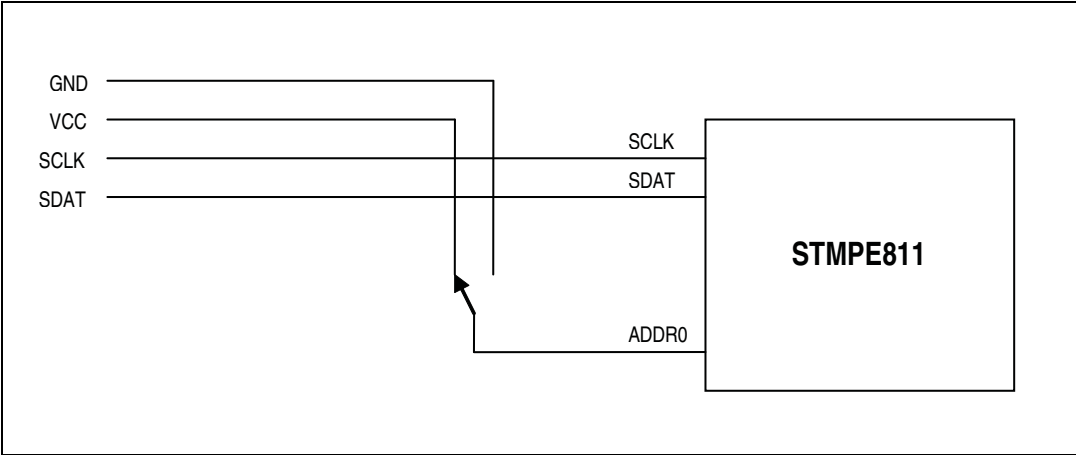 GND
VCC
SCLK
SDAT
SCLK
SDAT
STMPE811
ADDR0